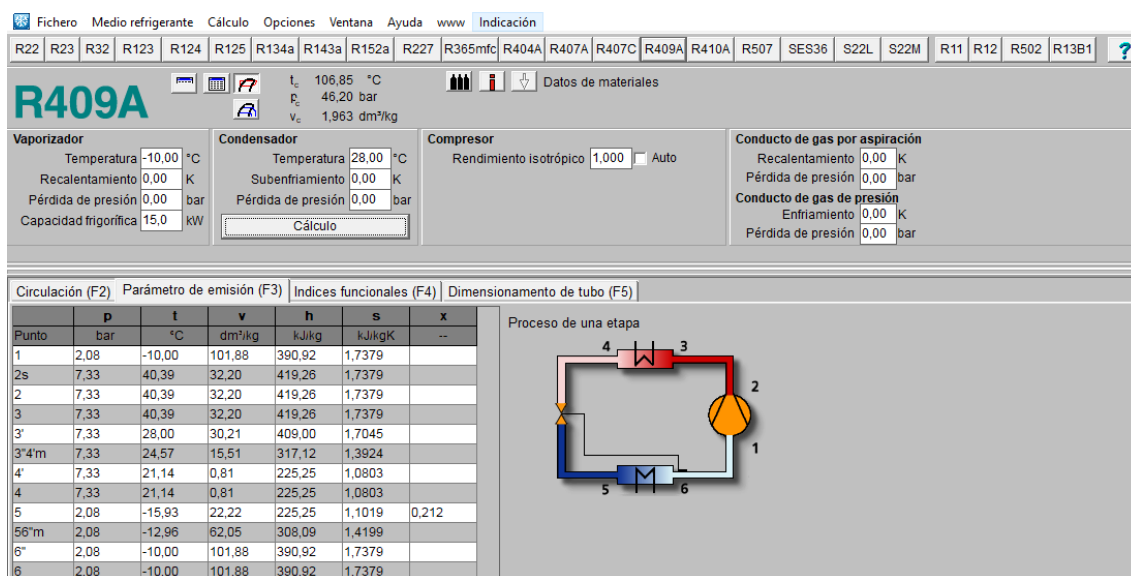 Fichero Medio refrigerante Cálculo Opciones Ventana Ayuda www Indicación
R22 R23 R32 R123 R124 R125 R134a R143a R152a R227 R365mfc R404A R407A R407C R409A R410A R507 SES36 S22L S22M R11 R12 R502 R13B1 ?
R409A
t c 106,85 °C
p c 46,20 bar
v c 1,963 dm³/kg
Datos de materiales
Vaporizador
Temperatura -10,00 °C
Recalentamiento 0,00 K
Pérdida de presión 0,00 bar
Capacidad frigorífica 15,0 kW
Condensador
Temperatura 28,00 °C
Subenfriamiento 0,00 K
Pérdida de presión 0,00 bar
Cálculo
Compresor
Rendimiento isotrópico 1,000 Auto
Conducto de gas por aspiración
Recalentamiento 0,00 K
Pérdida de presión 0,00 bar
Conducto de gas de presión
Enfriamiento 0,00 K
Pérdida de presión 0,00 bar
Circulación (F2) Parámetro de emisión (F3) Indices funcionales (F4) Dimensionamento de tubo (F5)
p t v h s x
Punto bar °C dm³/kg kJ/kg kJ/kgK --
1 2,08 -10,00 101,88 390,92 1,7379
2s 7,33 40,39 32,20 419,26 1,7379
2 7,33 40,39 32,20 419,26 1,7379
3 7,33 40,39 32,20 419,26 1,7379
3' 7,33 28,00 30,21 409,00 1,7045
3"4'm 7,33 24,57 15,51 317,12 1,3924
4' 7,33 21,14 0,81 225,25 1,0803
4 7,33 21,14 0,81 225,25 1,0803
5 2,08 -15,93 22,22 225,25 1,1019 0,212
56"m 2,08 -12,96 62,05 308,09 1,4199
6" 2,08 -10,00 101,88 390,92 1,7379
6 2,08 -10,00 101,88 390,92 1,7379
Proceso de una etapa
4 3
2
1
5 6